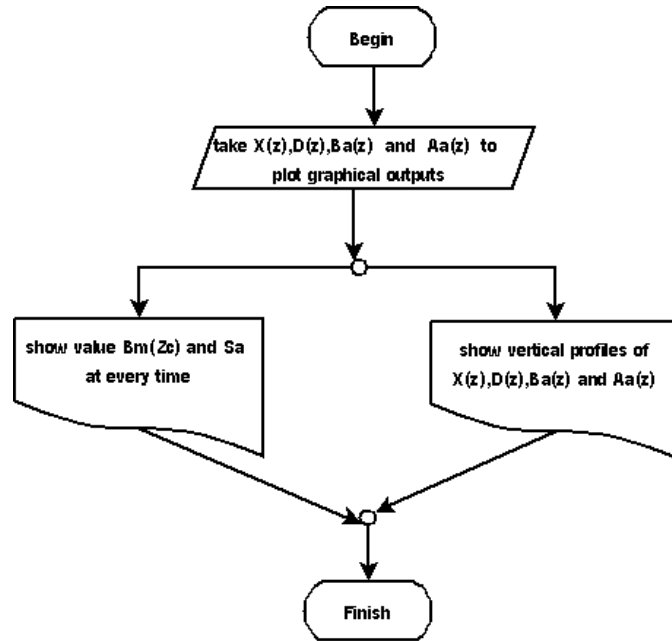 Begin
take X(z),D(z),Ba(z) and Aa(z) to
plot graphical outputs
show value Bm(Zc) and Sa
at every time
show vertical profiles of
X(z),D(z),Ba(z) and Aa(z)
Finish